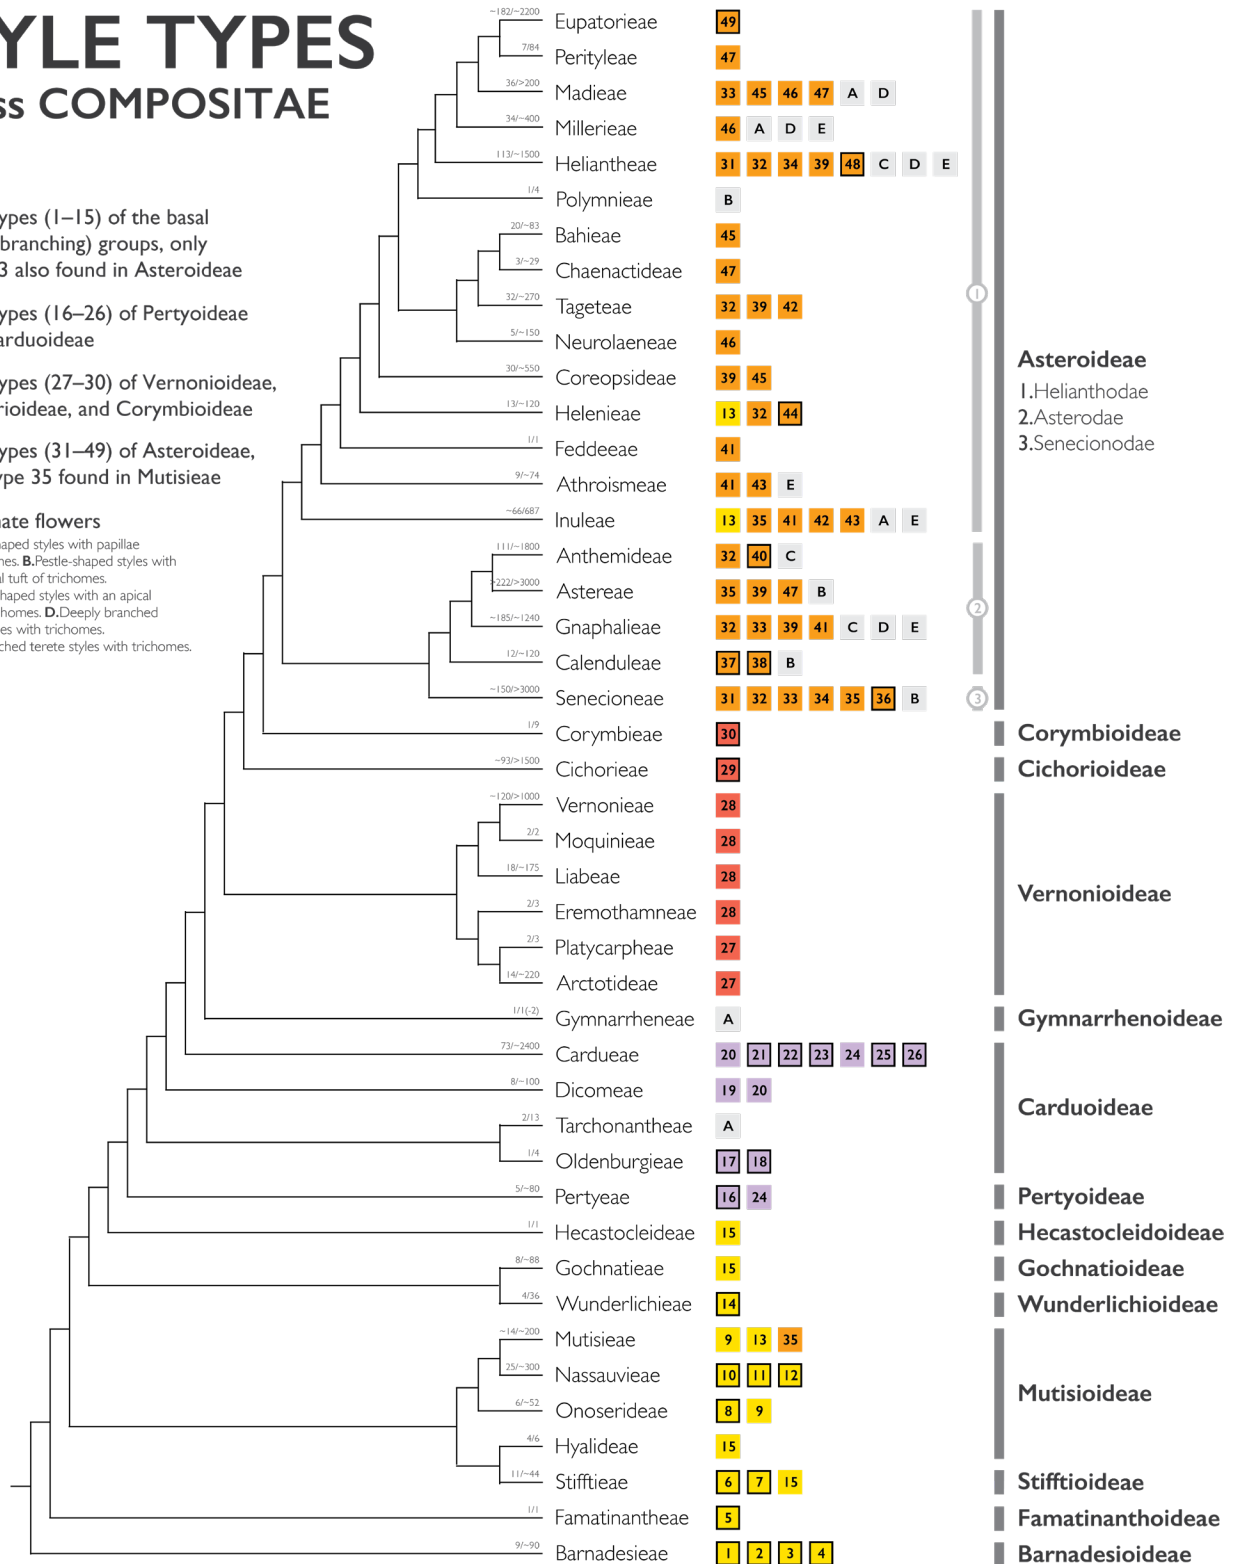 YLE TYPES
ss COMPOSITAE
ypes (1–15) of the basal
(branching) groups, only
3 also found in Asteroideae
ypes (16–26) of Pertyoideae
arduoideae
ypes (27–30) of Vernonioideae,
rioideae, and Corymbioideae
ypes (31–49) of Asteroideae,
ype 35 found in Mutisieae
nate flowers
haped styles with papillae
nes. B.Pestle-shaped styles with
al tuft of trichomes.
haped styles with an apical
homes. D.Deeply branched
es with trichomes.
ched terete styles with trichomes.
~182/~2200 Eupatorieae 49
7/84 Perityleae 47
36/>200 Madieae 33 45 46 47 A D
34/~400 Millerieae 46 A D E
113/~1500 Heliantheae 31 32 34 39 48 C D E
1/4 Polymnieae B
20/~83 Bahieae 45
3/~29 Chaenactideae 47
32/~270 Tageteae 32 39 42
5/~150 Neurolaeneae 46
30/~550 Coreopsideae 39 45
13/~120 Helenieae 13 32 44
1/1 Feddeeae 41
9/~74 Athroismeae 41 43 E
~66/687 Inuleae 13 35 41 42 43 A E
111/~1800 Anthemideae 32 40 C
>222/>3000 Astereae 35 39 47 B
~185/~1240 Gnaphalieae 32 33 39 41 C D E
12/~120 Calenduleae 37 38 B
~150/>3000 Senecioneae 31 32 33 34 35 36 B
1/9 Corymbieae 30
~93/>1500 Cichorieae 29
~120/>1000 Vernonieae 28
2/2 Moquinieae 28
18/~175 Liabeae 28
2/3 Eremothamneae 28
2/3 Platycarpheae 27
14/~220 Arctotideae 27
1/1(-2) Gymnarrheneae A
73/~2400 Cardueae 20 21 22 23 24 25 26
8/~100 Dicomeae 19 20
2/13 Tarchonantheae A
1/4 Oldenburgieae 17 18
5/~80 Pertyeae 16 24
1/1 Hecastocleideae 15
8/~88 Gochnatieae 15
4/36 Wunderlichieae 14
~14/~200 Mutisieae 9 13 35
25/~300 Nassauvieae 10 11 12
6/~52 Onoserideae 8 9
4/6 Hyalideae 15
11/~44 Stifftieae 6 7 15
1/1 Famatinantheae 5
9/~90 Barnadesieae 1 2 3 4
1
2
3
Asteroideae
1.Helianthodae
2.Asterodae
3.Senecionodae
Corymbioideae
Cichorioideae
Vernonioideae
Gymnarrhenoideae
Carduoideae
Pertyoideae
Hecastocleidoideae
Gochnatioideae
Wunderlichioideae
Mutisioideae
Stifftioideae
Famatinanthoideae
Barnadesioideae